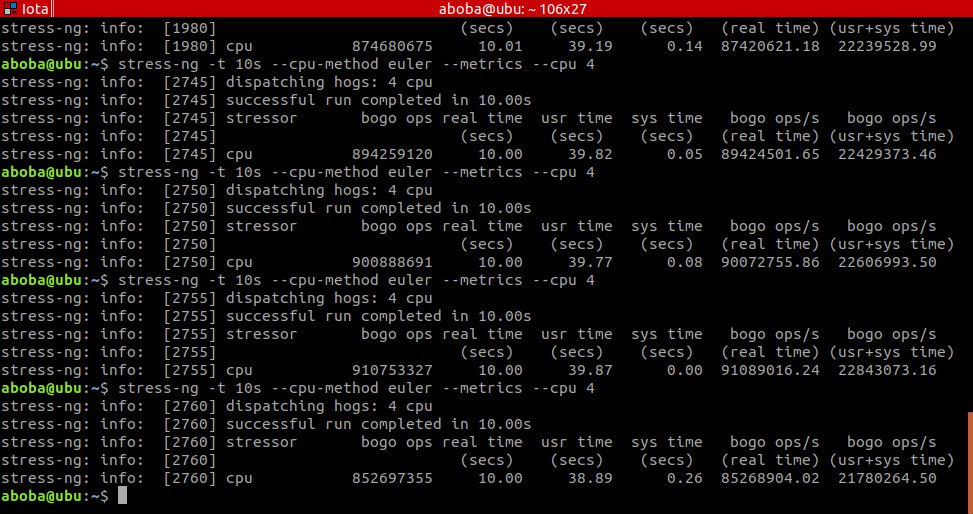 Iota
aboba@ubu: ~ 106x27
stress-ng: info:  [1980]                              (secs)    (secs)    (secs)   (real time) (usr+sys time)
stress-ng: info:  [1980] cpu           874680675     10.01     39.19      0.14  87420621.18  22239528.99
aboba@ubu:~$ stress-ng -t 10s --cpu-method euler --metrics --cpu 4
stress-ng: info:  [2745] dispatching hogs: 4 cpu
stress-ng: info:  [2745] successful run completed in 10.00s
stress-ng: info:  [2745] stressor       bogo ops real time  usr time  sys time   bogo ops/s   bogo ops/s
stress-ng: info:  [2745]                              (secs)    (secs)    (secs)   (real time) (usr+sys time)
stress-ng: info:  [2745] cpu           894259120     10.00     39.82      0.05  89424501.65  22429373.46
aboba@ubu:~$ stress-ng -t 10s --cpu-method euler --metrics --cpu 4
stress-ng: info:  [2750] dispatching hogs: 4 cpu
stress-ng: info:  [2750] successful run completed in 10.00s
stress-ng: info:  [2750] stressor       bogo ops real time  usr time  sys time   bogo ops/s   bogo ops/s
stress-ng: info:  [2750]                              (secs)    (secs)    (secs)   (real time) (usr+sys time)
stress-ng: info:  [2750] cpu           900888691     10.00     39.77      0.08  90072755.86  22606993.50
aboba@ubu:~$ stress-ng -t 10s --cpu-method euler --metrics --cpu 4
stress-ng: info:  [2755] dispatching hogs: 4 cpu
stress-ng: info:  [2755] successful run completed in 10.00s
stress-ng: info:  [2755] stressor       bogo ops real time  usr time  sys time   bogo ops/s   bogo ops/s
stress-ng: info:  [2755]                              (secs)    (secs)    (secs)   (real time) (usr+sys time)
stress-ng: info:  [2755] cpu           910753327     10.00     39.87      0.00  91089016.24  22843073.16
aboba@ubu:~$ stress-ng -t 10s --cpu-method euler --metrics --cpu 4
stress-ng: info:  [2760] dispatching hogs: 4 cpu
stress-ng: info:  [2760] successful run completed in 10.00s
stress-ng: info:  [2760] stressor       bogo ops real time  usr time  sys time   bogo ops/s   bogo ops/s
stress-ng: info:  [2760]                              (secs)    (secs)    (secs)   (real time) (usr+sys time)
stress-ng: info:  [2760] cpu           852697355     10.00     38.89      0.26  85268904.02  21780264.50
aboba@ubu:~$